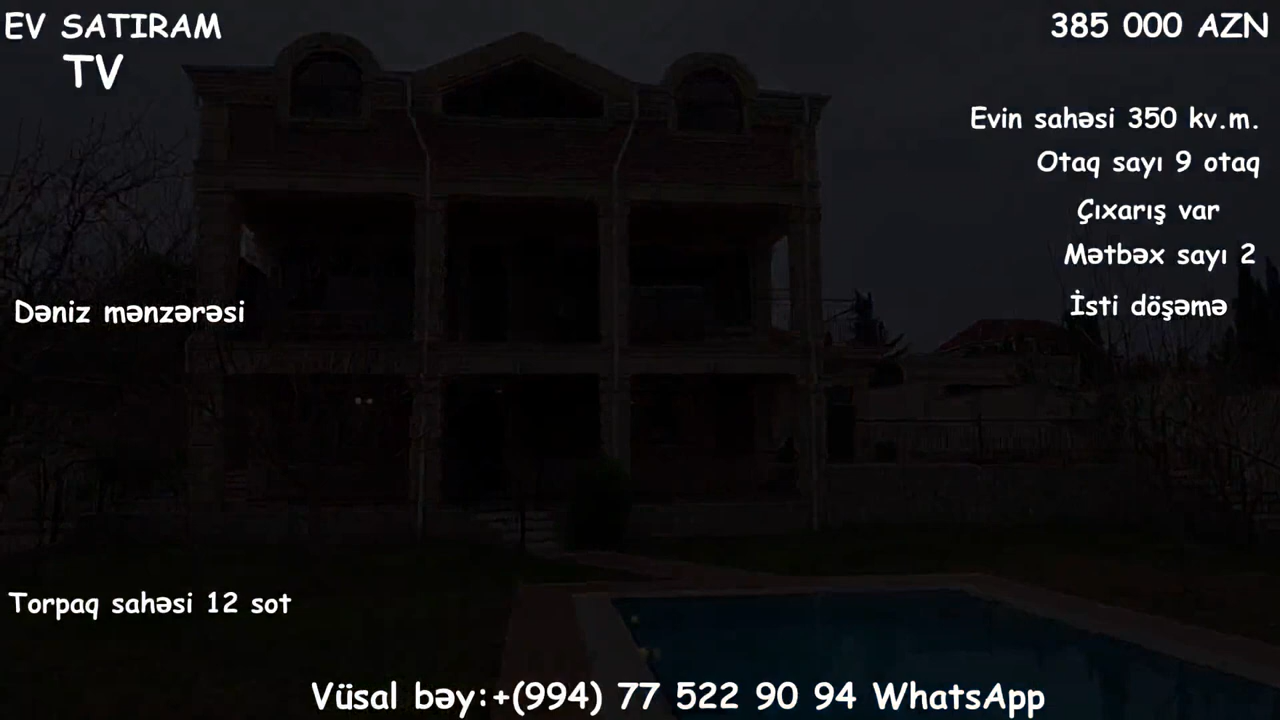 EV SATIRAM
TV
385 000 AZN
Evin sahəsi 350 kv.m.
Otaq sayı 9 otaq
Çıxarış var
Mətbəx sayı 2
İsti döşəmə
Dəniz mənzərəsi
Torpaq sahəsi 12 sot
Vüsal bəy:+(994) 77 522 90 94 WhatsApp